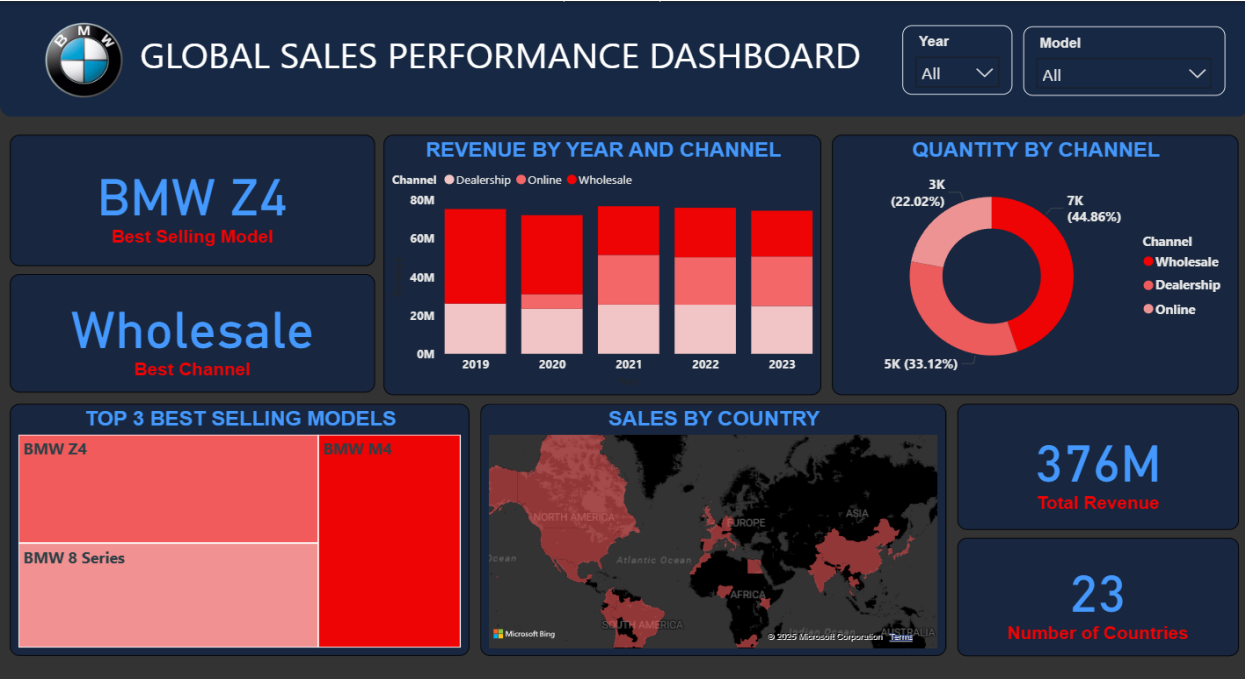 BMW
GLOBAL SALES PERFORMANCE DASHBOARD
Year
All
Model
All
BMW Z4
Best Selling Model
Wholesale
Best Channel
REVENUE BY YEAR AND CHANNEL
Channel Dealership Online Wholesale
80M
60M
40M
20M
0M
2019 2020 2021 2022 2023
QUANTITY BY CHANNEL
3K
(22.02%)
7K
(44.86%)
5K (33.12%)
Channel
Wholesale
Dealership
Online
TOP 3 BEST SELLING MODELS
BMW Z4
BMW M4
BMW 8 Series
SALES BY COUNTRY
NORTH AMERICA
EUROPE
ASIA
Ocean
Atlantic Ocean
AFRICA
SOUTH AMERICA
Indian Ocean
AUSTRALIA
Microsoft Bing
© 2025 Microsoft Corporation Terms
376M
Total Revenue
23
Number of Countries